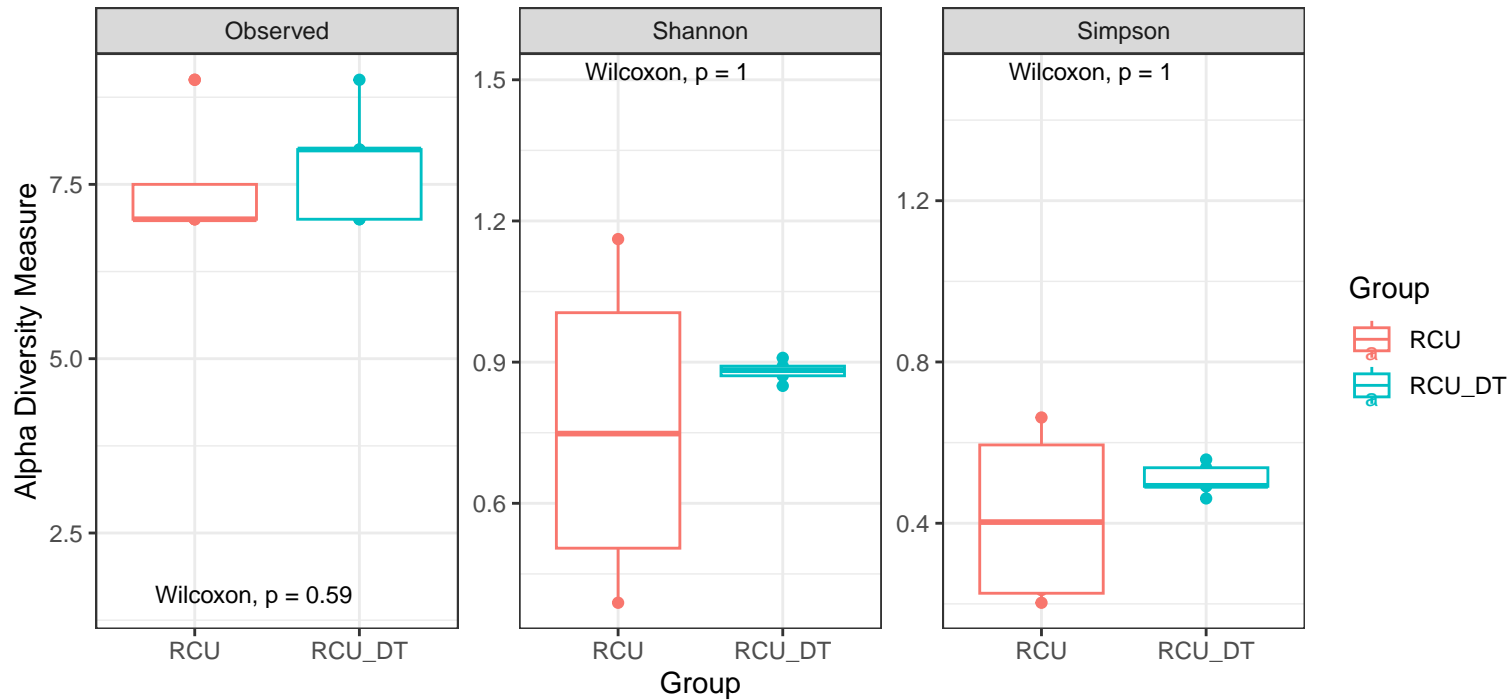 Observed
Shannon
Simpson
Alpha Diversity Measure
7.5
5.0
2.5
Wilcoxon, p = 0.59
RCU
RCU_DT
Wilcoxon, p = 1
1.5
1.2
0.9
0.6
RCU
RCU_DT
Wilcoxon, p = 1
1.2
0.8
0.4
RCU
RCU_DT
Group
Group
a
RCU
a
RCU_DT